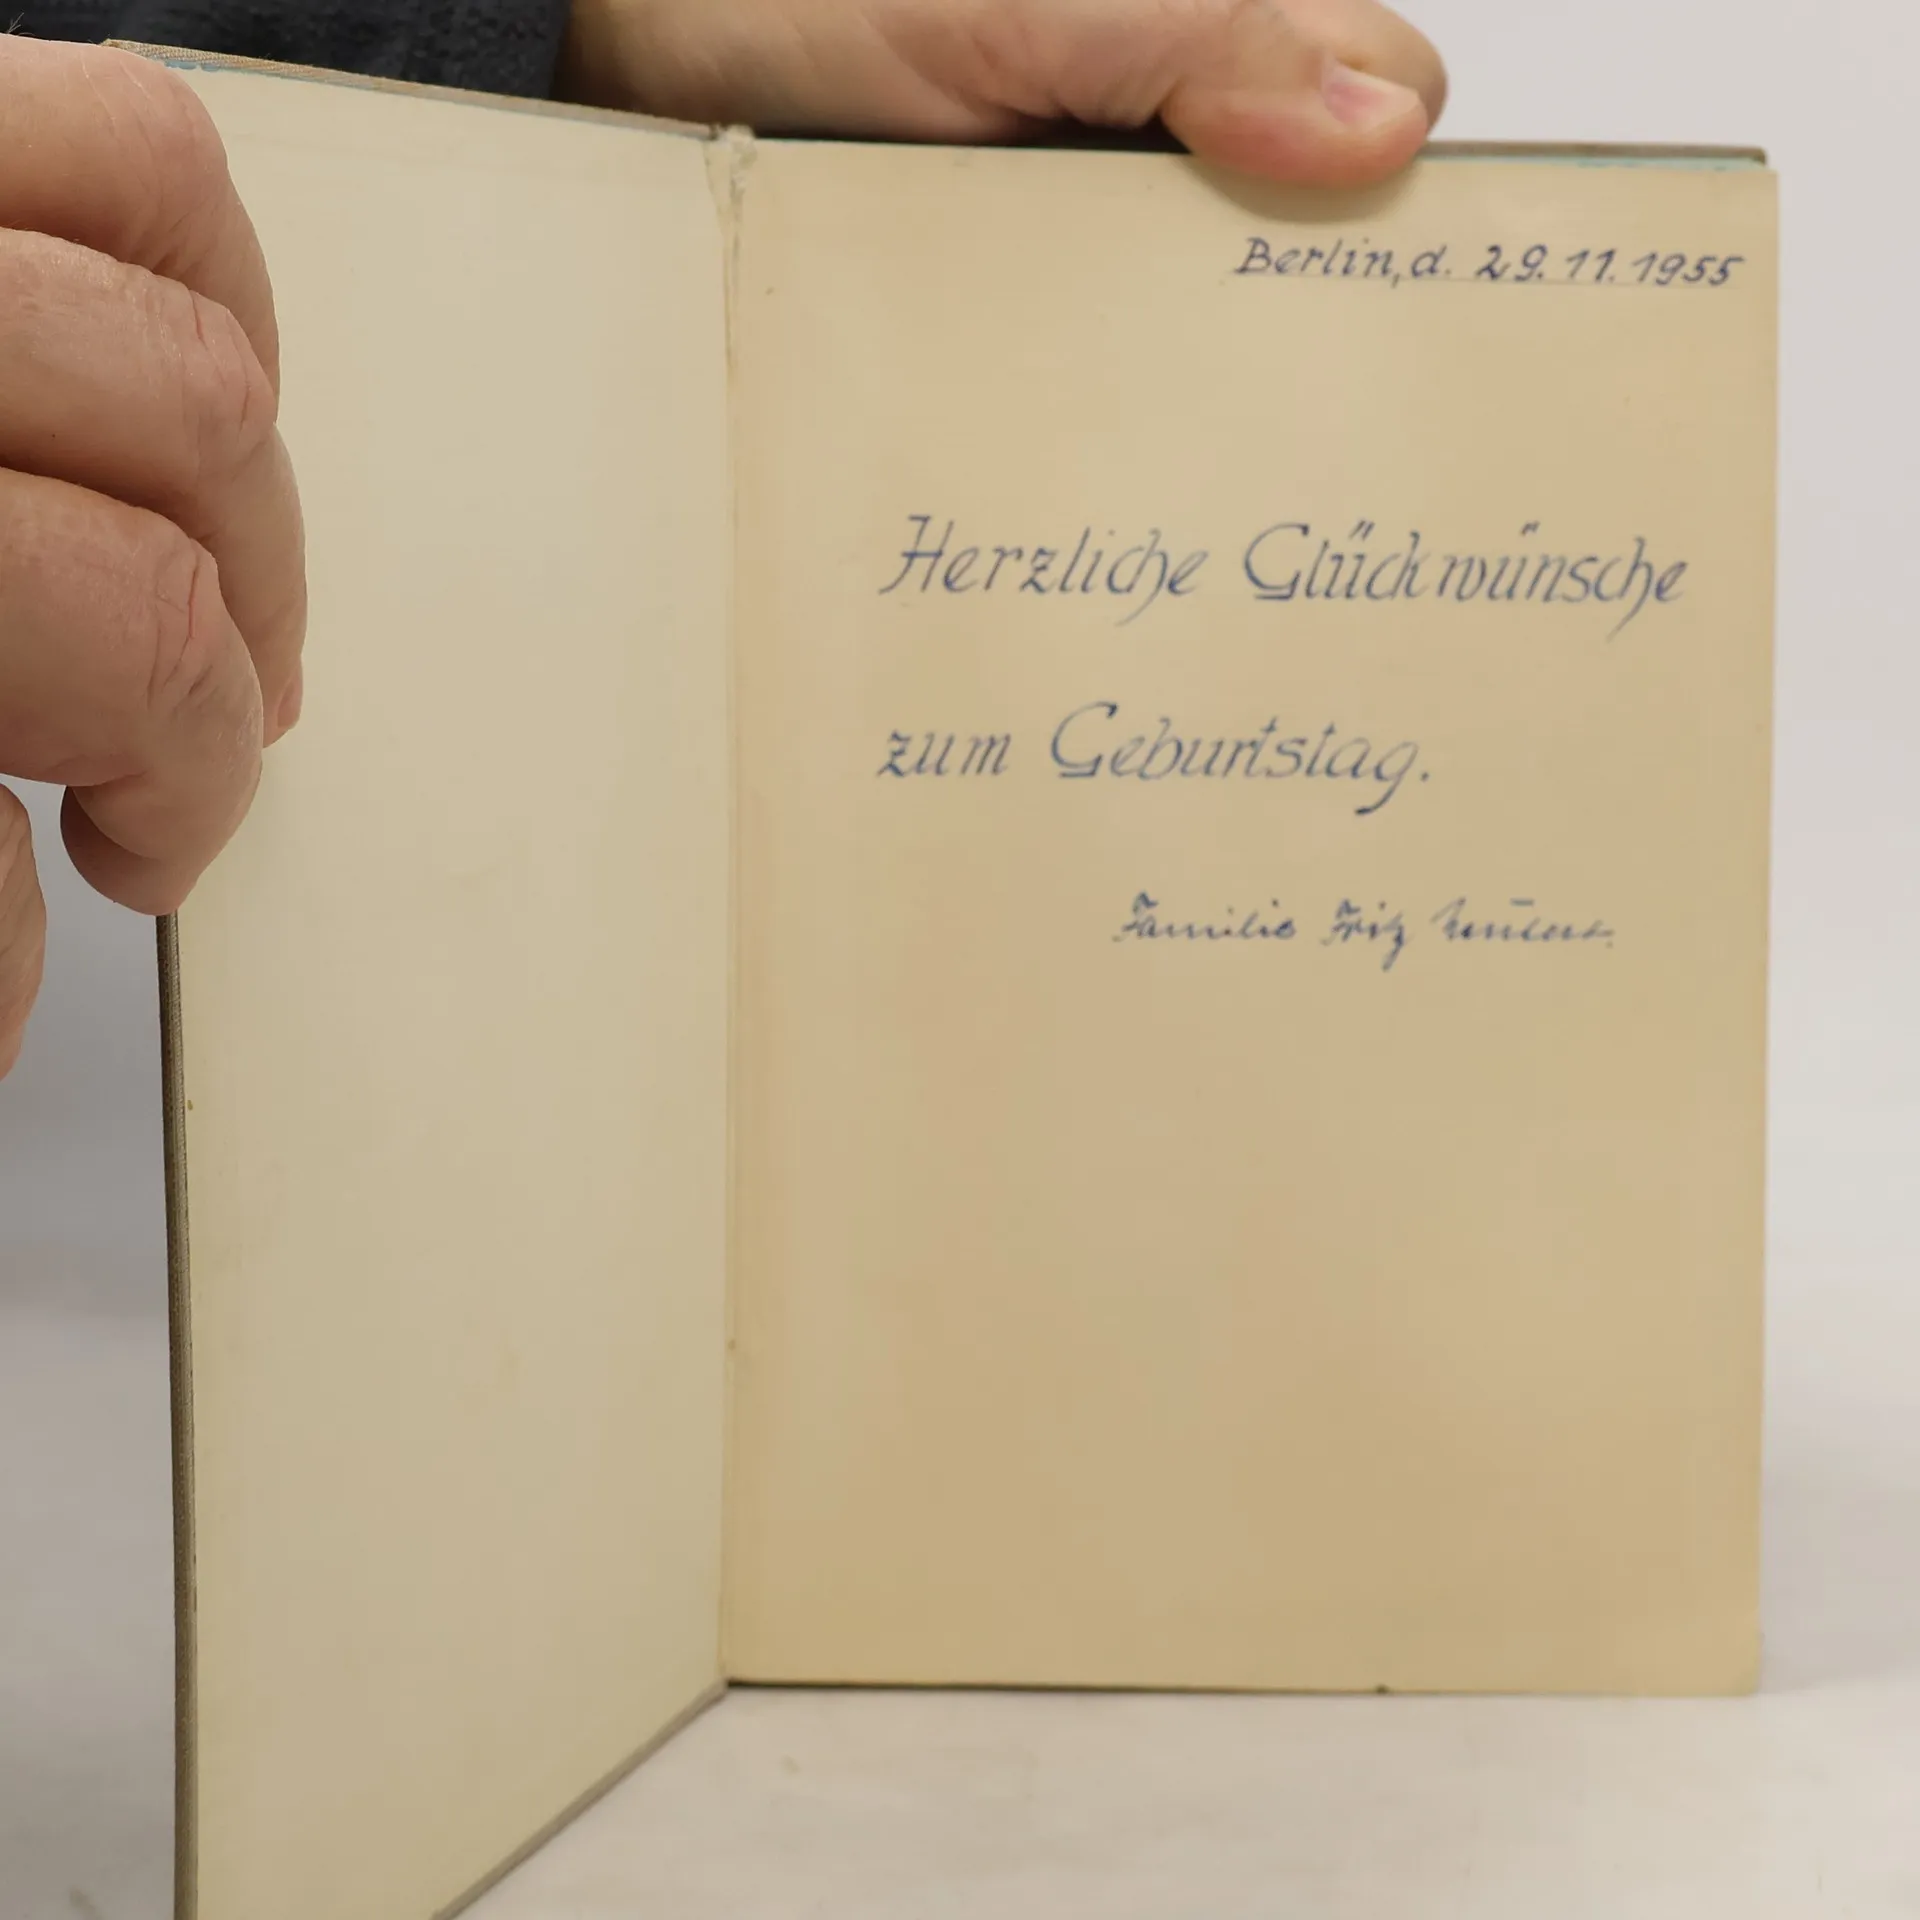 Berlin, d. 29.11.1955
Herzliche Glückwünsche
zum Geburtstag.
Familie Fritz